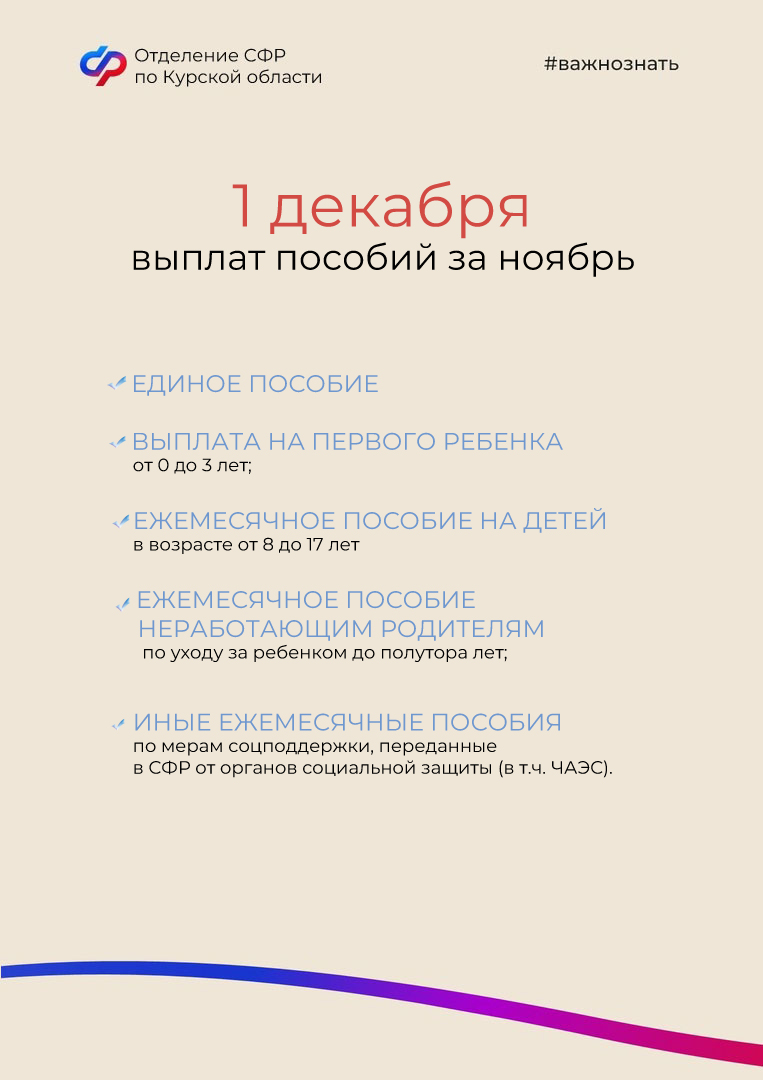 Отделение СФР
по Курской области
#важнознать
1 декабря
выплат пособий за ноябрь
ЕДИНОЕ ПОСОБИЕ
ВЫПЛАТА НА ПЕРВОГО РЕБЕНКА
от 0 до 3 лет;
ЕЖЕМЕСЯЧНОЕ ПОСОБИЕ НА ДЕТЕЙ
в возрасте от 8 до 17 лет
ЕЖЕМЕСЯЧНОЕ ПОСОБИЕ
НЕРАБОТАЮЩИМ РОДИТЕЛЯМ
по уходу за ребенком до полутора лет;
ИНЫЕ ЕЖЕМЕСЯЧНЫЕ ПОСОБИЯ
по мерам соцподдержки, переданные
в СФР от органов социальной защиты (в т.ч. ЧАЭС).